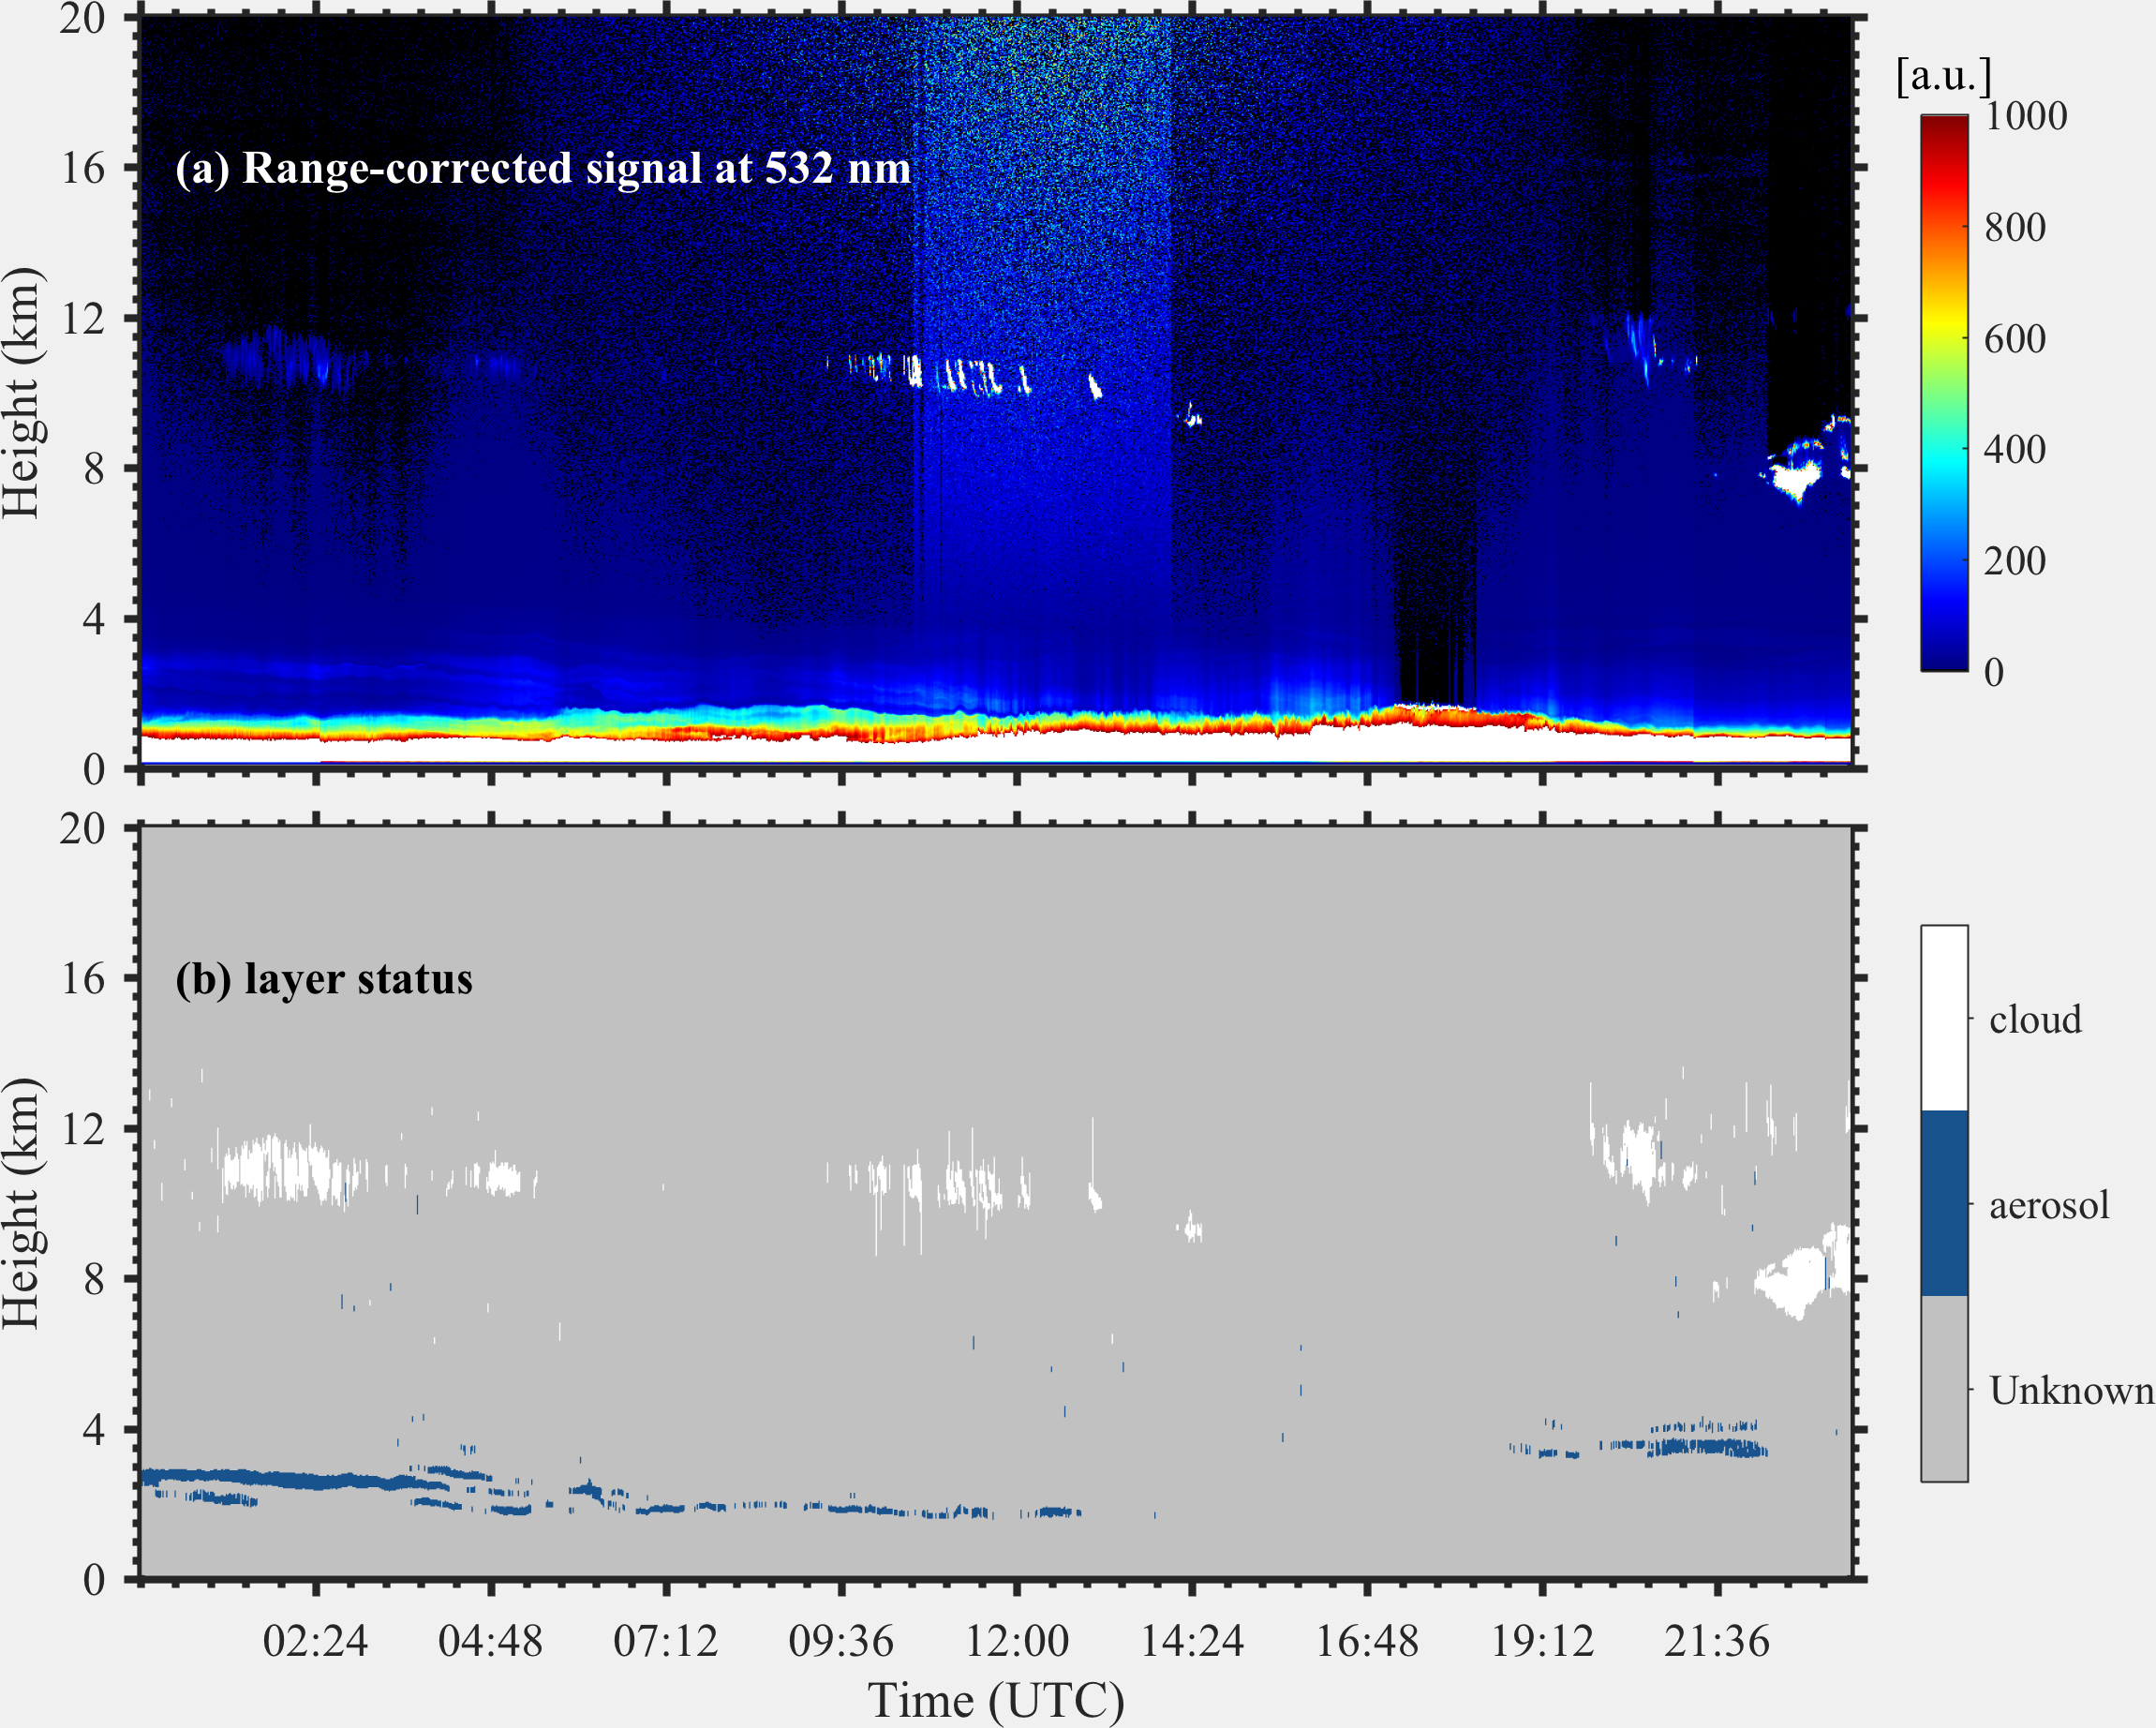 20
16
12
8
4
0
Height (km)
(a) Range-corrected signal at 532 nm
[a.u.]
1000
800
600
400
200
0
20
16
12
8
4
0
Height (km)
(b) layer status
cloud
aerosol
Unknown
02:24 04:48 07:12 09:36 12:00 14:24 16:48 19:12 21:36
Time (UTC)